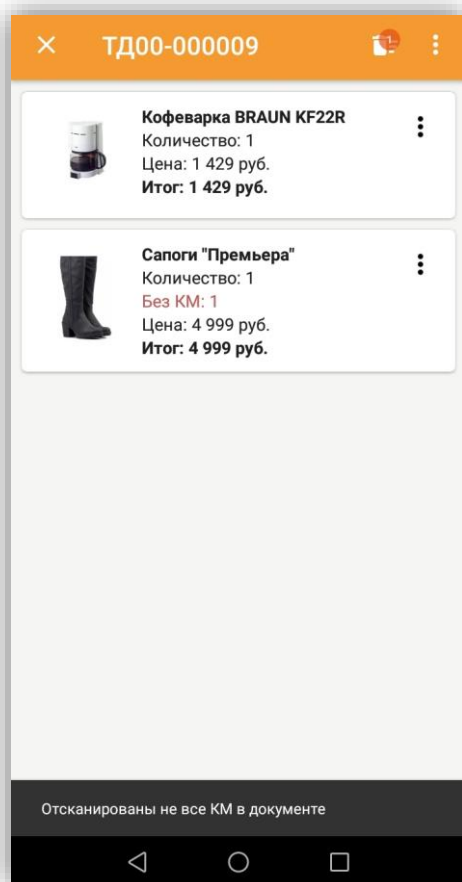 ТД00-000009
Кофеварка BRAUN KF22R
Количество: 1
Цена: 1 429 руб.
Итог: 1 429 руб.
Сапоги "Премьера"
Количество: 1
Без КМ: 1
Цена: 4 999 руб.
Итог: 4 999 руб.
Отсканированы не все КМ в документе